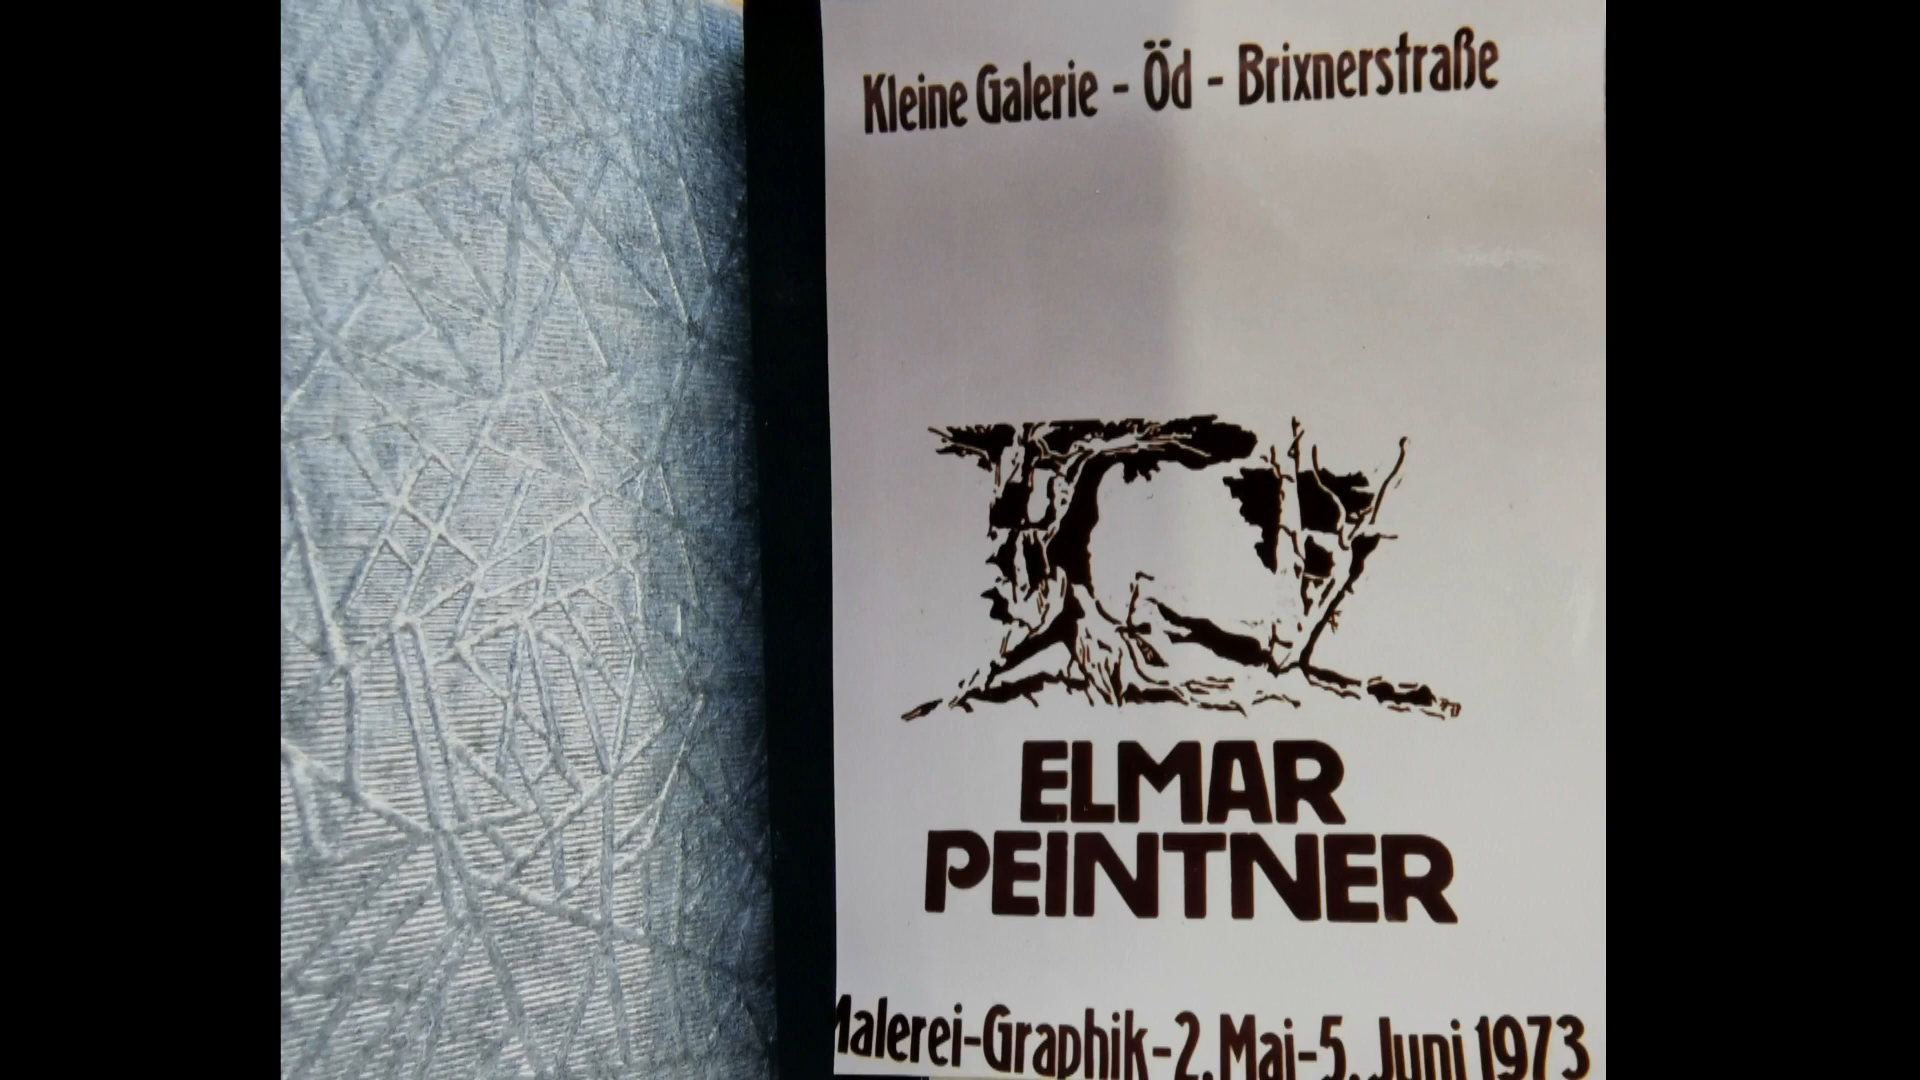 Kleine Galerie - Öd - Brixnerstraße
ELMAR
PEINTNER
Malerei-Graphik-2. Mai-5. Juni 1973